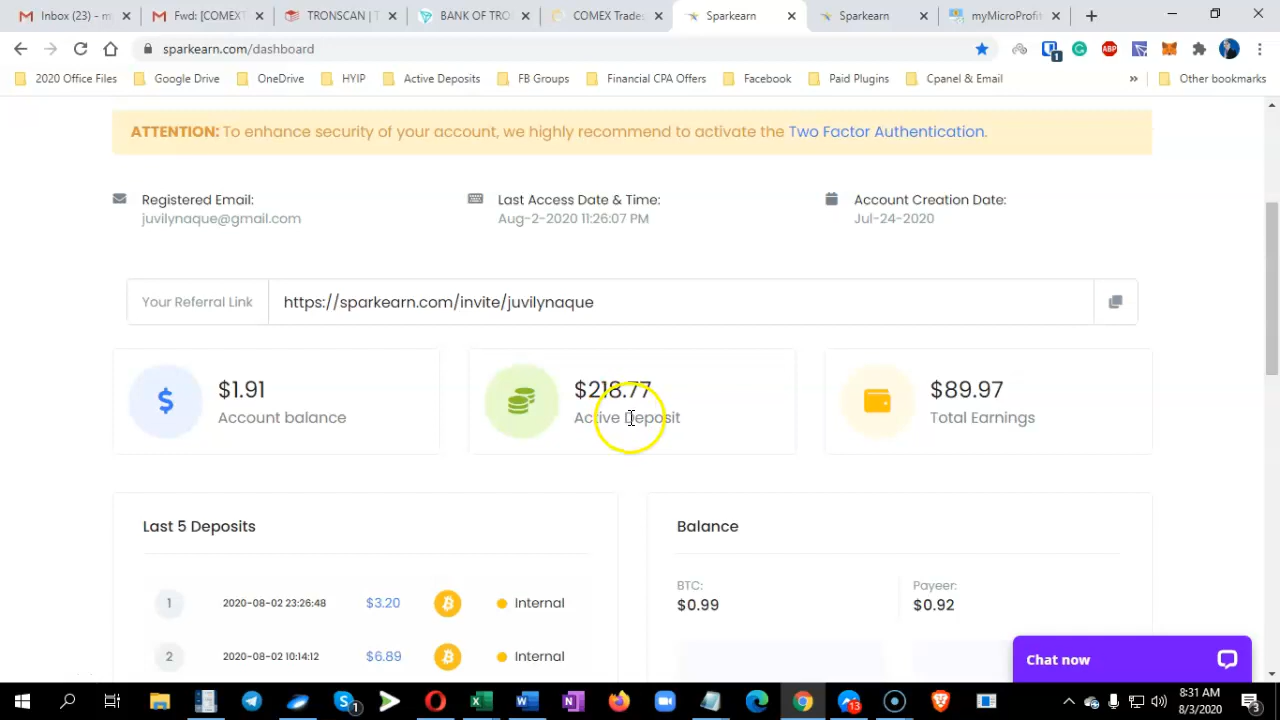 Inbox (23) - m
Fwd: [COMEX
TRONSCAN | T
BANK OF TRO
COMEX Trade
Sparkearn
Sparkearn
myMicroProfit
sparkearn.com/dashboard
1
2020 Office Files
Google Drive
OneDrive
HYIP
Active Deposits
FB Groups
Financial CPA Offers
Facebook
Paid Plugins
Cpanel & Email
»
Other bookmarks
ATTENTION: To enhance security of your account, we highly recommend to activate the Two Factor Authentication.
Registered Email:
juvilynaque@gmail.com
Last Access Date & Time:
Aug-2-2020 11:26:07 PM
Account Creation Date:
Jul-24-2020
Your Referral Link
https://sparkearn.com/invite/juvilynaque
$1.91
Account balance
$218.77
Active Deposit
$89.97
Total Earnings
Last 5 Deposits
1
2020-08-02 23:26:48
$3.20
Internal
2
2020-08-02 10:14:12
$6.89
Internal
Balance
BTC:
$0.99
Payeer:
$0.92
Chat now
8:31 AM
8/3/2020